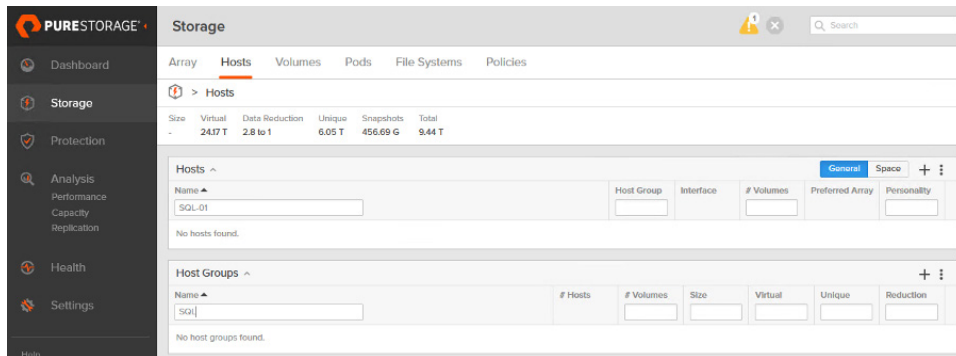 PURESTORAGE®
Storage
1
Search
Dashboard
Storage
Protection
Analysis
Performance
Capacity
Replication
Health
Settings
Help
Array Hosts Volumes Pods File Systems Policies
> Hosts
Size Virtual Data Reduction Unique Snapshots Total
- 24.17 T 2.8 to 1 6.05 T 456.69 G 9.44 T
Hosts
General Space
Name Host Group Interface # Volumes Preferred Array Personality
SQL-01
No hosts found.
Host Groups
Name # Hosts # Volumes Size Virtual Unique Reduction
SQL
No host groups found.